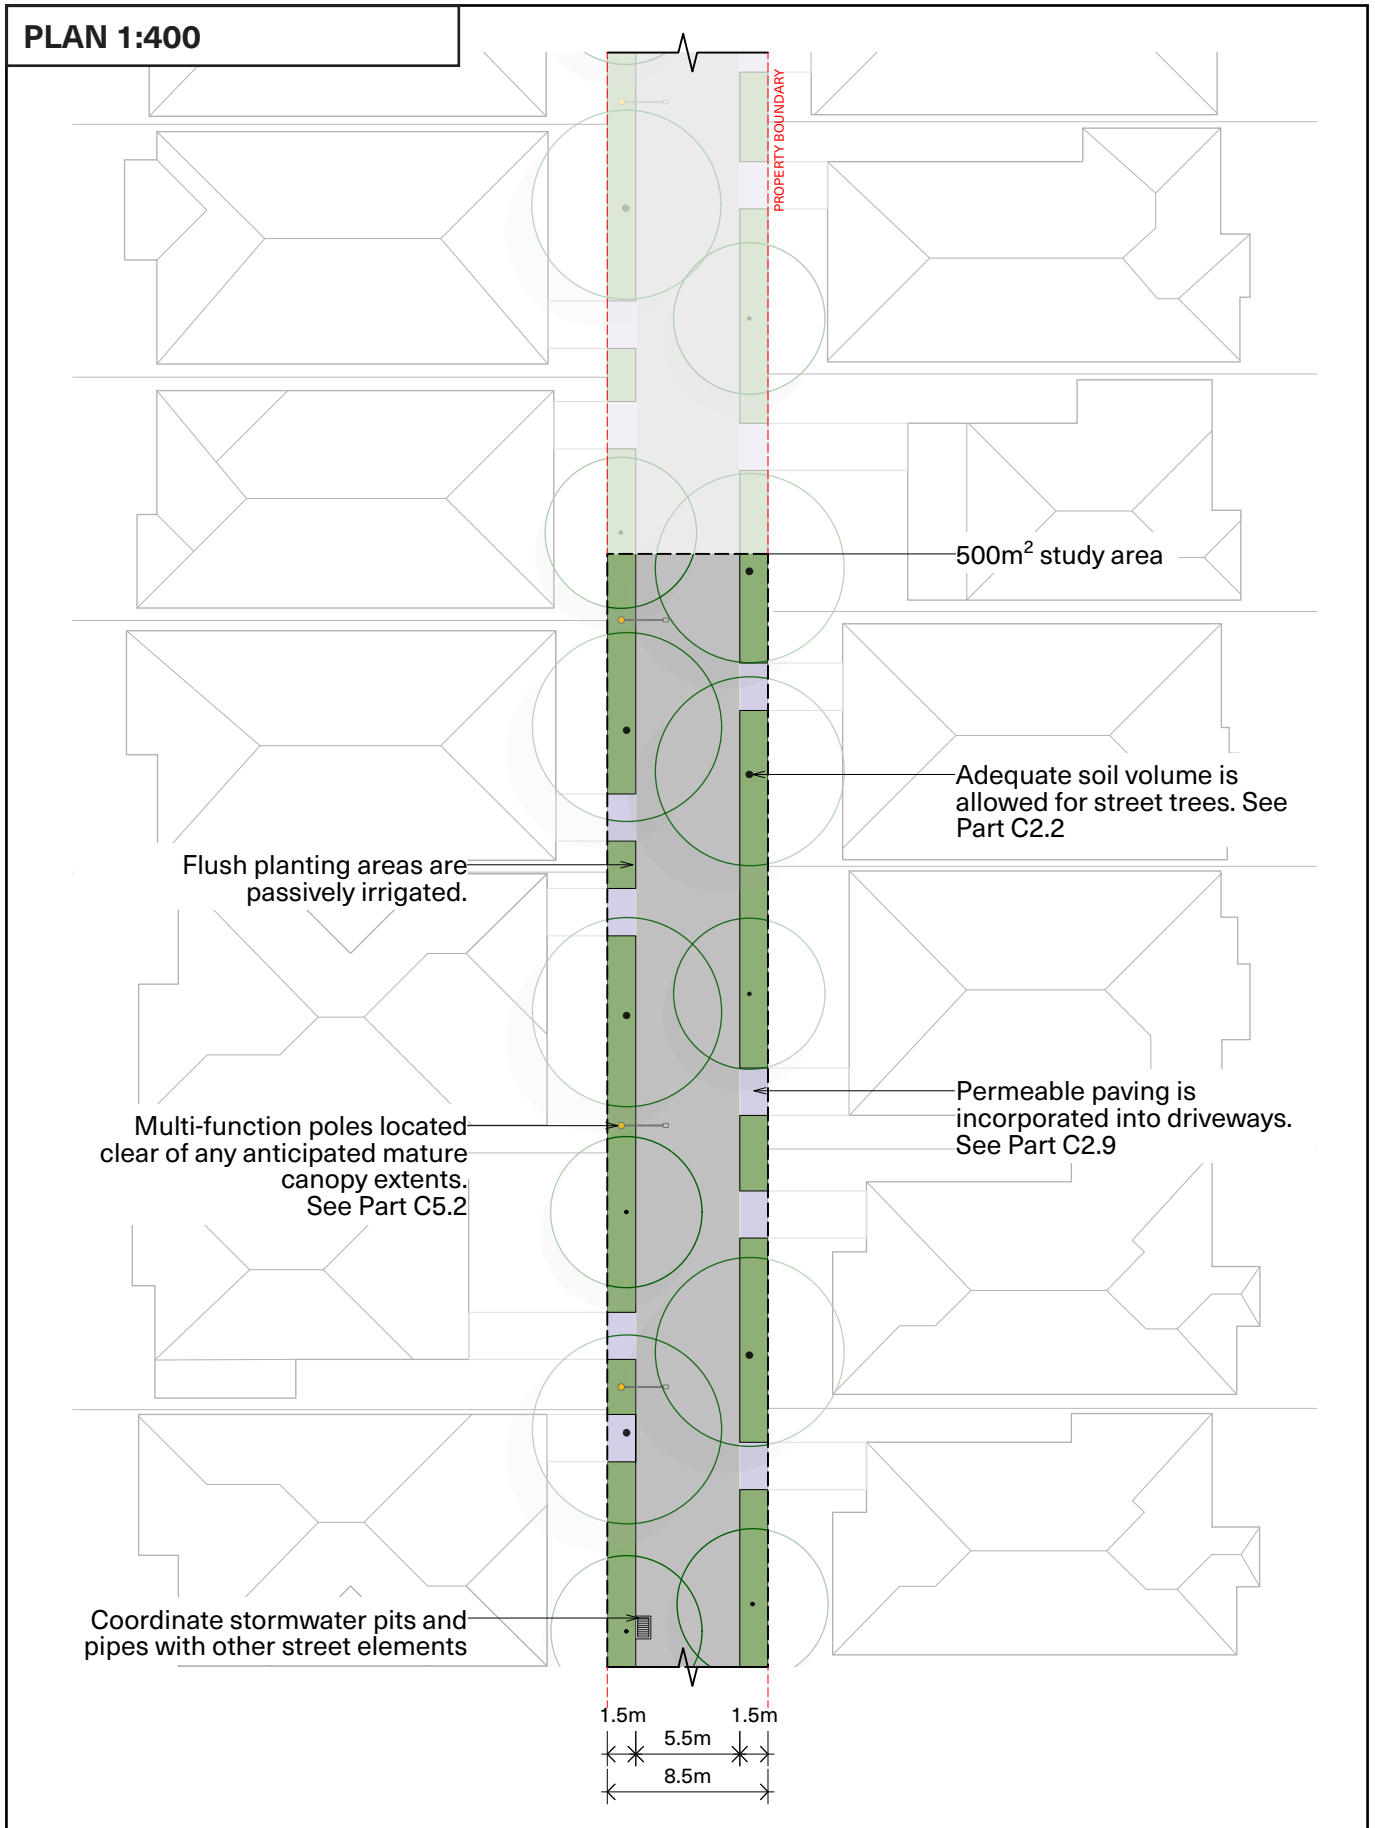 PLAN 1:400
PROPERTY BOUNDARY
500m² study area
Adequate soil volume is
allowed for street trees. See
Part C2.2
Flush planting areas are
passively irrigated.
Permeable paving is
incorporated into driveways.
See Part C2.9
Multi-function poles located
clear of any anticipated mature
canopy extents.
See Part C5.2
Coordinate stormwater pits and
pipes with other street elements
1.5m 1.5m
5.5m
8.5m